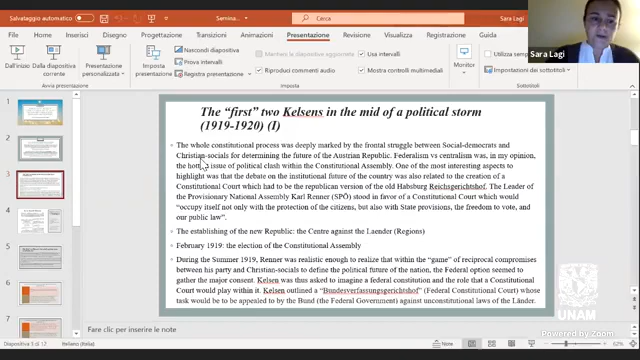 Salvataggio automatico
Semina...
Cerca
Sara Lagi
File
Home
Inserisci
Disegno
Progettazione
Transizioni
Animazioni
Presentazione
Registra
Revisione
Visualizza
Guida
Dall'inizio
Dalla diapositiva corrente
Presentazione personalizzata
Avvia presentazione
Imposta presentazione
Nascondi diapositiva
Prova intervalli
Registra presentazione
Riproduci commenti audio
Usa intervalli
Mostra controlli multimediali
Imposta
Monitor
Impostazioni dei sottotitoli
Sara Lagi
1
2
3
4
5
6
The "first" two Kelsens in the mid of a political storm
(1919-1920) (I)
The whole constitutional process was deeply marked by the frontal struggle between Social-democrats and
Christian-socials for determining the future of the Austrian Republic. Federalism vs centralism was, in my opinion,
the hottest issue of political clash within the Constitutional Assembly. One of the most interesting aspects to
highlight was that the debate on the institutional future of the country was also related to the creation of a
Constitutional Court which had to be the republican version of the old Habsburg Reichsgerichtshof. The Leader of
the Provisionary National Assembly Karl Renner (SPÖ) stood in favor of a Constitutional Court which would
"occupy itself not only with the protection of the citizens, but also with State provisions, the freedom to vote, and
our public law".
The establishing of the new Republic: the Centre against the Laender (Regions)
February 1919: the election of the Constitutional Assembly
During the Summer 1919, Renner was realistic enough to realize that within the "game" of reciprocal compromises
between his party and Christian-socials to define the political future of the nation, the Federal option seemed to
gather the major consent. Kelsen was thus asked to imagine a federal constitution and the role that a Constitutional
Court would play within it. Kelsen outlined a "Bundesverfassungsgerichtshof" (Federal Constitutional Court) whose
task would be to be appealed to by the Bund (the Federal Government) against unconstitutional laws of the Länder.
UNAM
Powered by Zoom
Fare clic per inserire le note
Diapositiva 3 di 12
Italiano (Italia)
Note
62%